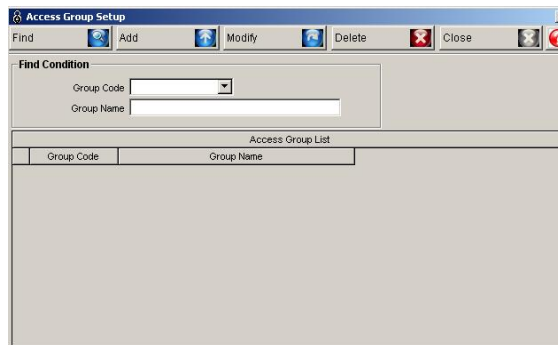 Access Group Setup
Find Add Modify Delete Close
Find Condition
Group Code
Group Name
Access Group List
Group Code Group Name